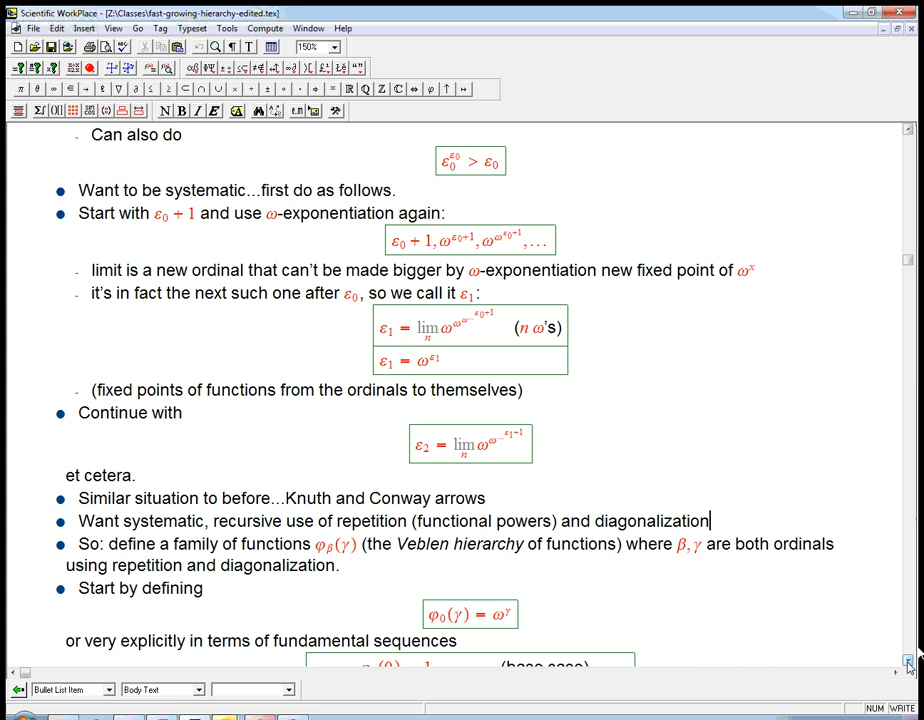 Scientific WorkPlace - [Z:\Classes\fast-growing-hierarchy-edited.tex]
File Edit Insert View Go Tag Typeset Tools Compute Window Help
150%
N B I E
Can also do
ε₀^ε₀ > ε₀
Want to be systematic...first do as follows.
Start with ε₀ + 1 and use ω-exponentiation again:
ε₀ + 1, ω^(ε₀+1), ω^(ω^(ε₀+1)), …
limit is a new ordinal that can't be made bigger by ω-exponentiation new fixed point of ω^x
it's in fact the next such one after ε₀, so we call it ε₁:
ε₁ = lim_n ω^(ω^(ω^(...^(ε₀+1)))) (n ω's)
ε₁ = ω^ε₁
(fixed points of functions from the ordinals to themselves)
Continue with
ε₂ = lim_n ω^(ω^(...^(ε₁+1)))
et cetera.
Similar situation to before...Knuth and Conway arrows
Want systematic, recursive use of repetition (functional powers) and diagonalization
So: define a family of functions φ_β(γ) (the Veblen hierarchy of functions) where β, γ are both ordinals
using repetition and diagonalization.
Start by defining
φ₀(γ) = ω^γ
or very explicitly in terms of fundamental sequences
φ₀(0) = 1 (base case)
Bullet List Item Body Text
NUM WRITE